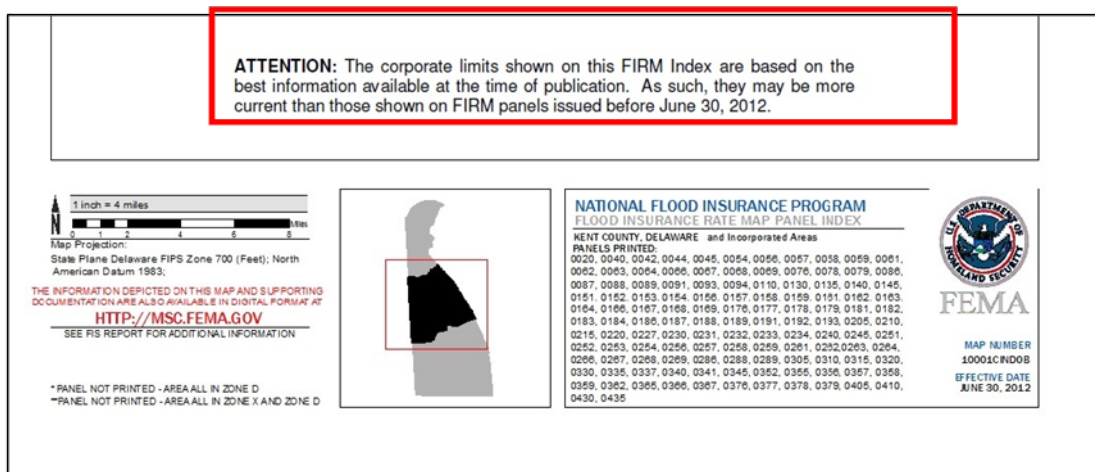 ATTENTION: The corporate limits shown on this FIRM Index are based on the
best information available at the time of publication. As such, they may be more
current than those shown on FIRM panels issued before June 30, 2012.
1 inch = 4 miles
N
Miles
0 1 2 4 6 8
Map Projection:
State Plane Delaware FIPS Zone 700 (Feet); North
American Datum 1983;
THE INFORMATION DEPICTED ON THIS MAP AND SUPPORTING
DOCUMENTATION ARE ALSO AVAILABLE IN DIGITAL FORMAT AT
HTTP://MSC.FEMA.GOV
SEE FIS REPORT FOR ADDITIONAL INFORMATION
* PANEL NOT PRINTED - AREA ALL IN ZONE D
**PANEL NOT PRINTED - AREA ALL IN ZONE X AND ZONE D
NATIONAL FLOOD INSURANCE PROGRAM
FLOOD INSURANCE RATE MAP PANEL INDEX
KENT COUNTY, DELAWARE and Incorporated Areas
PANELS PRINTED:
0020, 0040, 0042, 0044, 0045, 0054, 0056, 0057, 0058, 0059, 0061,
0062, 0063, 0064, 0066, 0067, 0068, 0069, 0076, 0078, 0079, 0086,
0087, 0088, 0089, 0091, 0093, 0094, 0110, 0130, 0135, 0140, 0145,
0151, 0152, 0153, 0154, 0156, 0157, 0158, 0159, 0151, 0162, 0163,
0164, 0166, 0167, 0168, 0169, 0176, 0177, 0178, 0179, 0181, 0182,
0183, 0184, 0186, 0187, 0188, 0189, 0191, 0192, 0193, 0205, 0210,
0215, 0220, 0227, 0230, 0231, 0232, 0233, 0234, 0240, 0245, 0251,
0252, 0253, 0254, 0256, 0257, 0258, 0259, 0261, 0262,0263, 0264,
0266, 0267, 0268, 0269, 0286, 0288, 0289, 0305, 0310, 0315, 0320,
0330, 0335, 0337, 0340, 0341, 0345, 0352, 0355, 0356, 0357, 0358,
0359, 0362, 0365, 0366, 0367, 0376, 0377, 0378, 0379, 0405, 0410,
0430, 0435
U.S. DEPARTMENT OF
HOMELAND SECURITY
FEMA
MAP NUMBER
10001CIND0B
EFFECTIVE DATE
JUNE 30, 2012